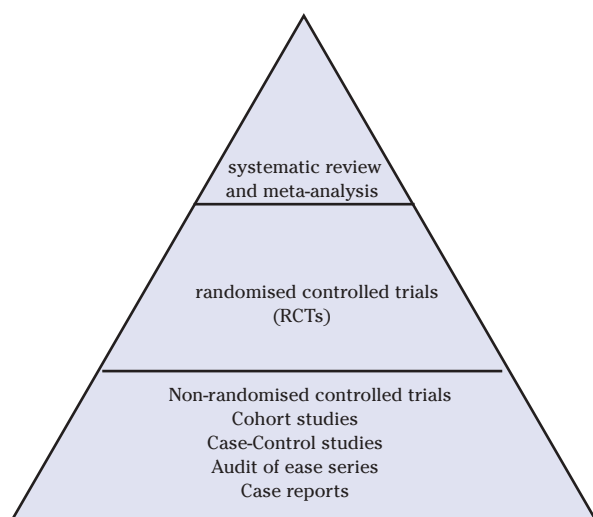 systematic review
and meta-analysis
randomised controlled trials
(RCTs)
Non-randomised controlled trials
Cohort studies
Case-Control studies
Audit of ease series
Case reports